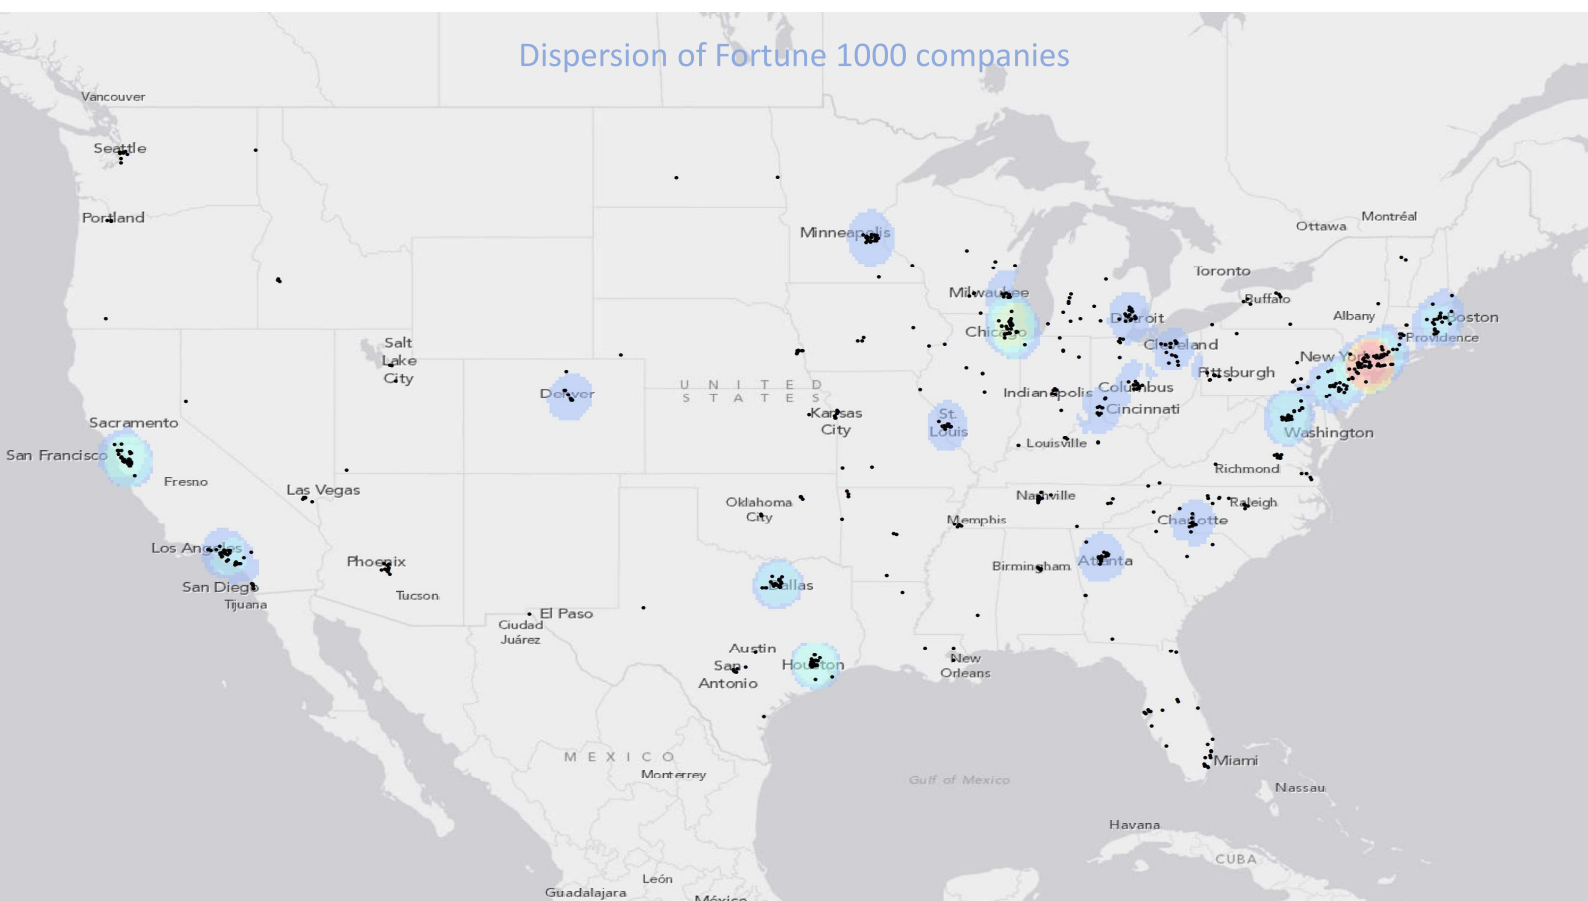 Dispersion of Fortune 1000 companies
Vancouver
Seattle
Portland
Montréal
Ottawa
Minneapolis
Toronto
Milwaukee
Buffalo
Albany
Detroit
Boston
Chicago
Providence
Salt
Lake
City
Cleveland
New York
Pittsburgh
UNITED
STATES
Denver
Indianapolis
Columbus
Cincinnati
Kansas
City
St.
Louis
Sacramento
Washington
San Francisco
Louisville
Richmond
Fresno
Las Vegas
Nashville
Raleigh
Oklahoma
City
Memphis
Charlotte
Los Angeles
Phoenix
Birmingham
Atlanta
San Diego
Dallas
Tijuana
Tucson
El Paso
Ciudad
Juárez
Austin
San
Antonio
Houston
New
Orleans
MEXICO
Monterrey
Miami
Gulf of Mexico
Nassau
Havana
CUBA
León
Guadalajara
México